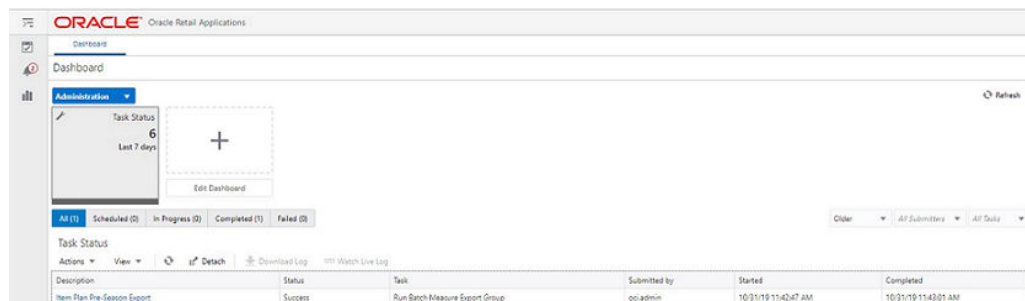 ORACLE Oracle Retail Applications
Dashboard
2
Dashboard
Administration
Refresh
Task Status
6
Last 7 days
Edit Dashboard
All (1) Scheduled (0) In Progress (0) Completed (1) Failed (0)
Older All Submitters All Tasks
Task Status
Actions View Detach Download Log Watch Live Log
Description Status Task Submitted by Started Completed
Item Plan Pre-Season Export Success Run Batch Measure Export Group oci.admin 10/31/19 11:42:47 AM 10/31/19 11:43:01 AM